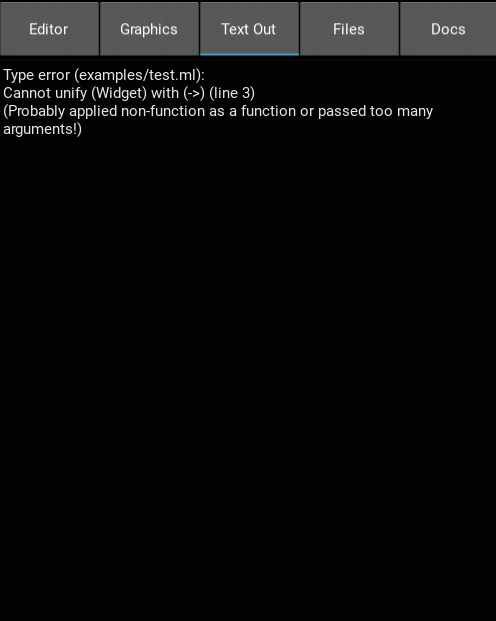 Editor Graphics Text Out Files Docs
Type error (examples/test.ml):
Cannot unify (Widget) with (->) (line 3)
(Probably applied non-function as a function or passed too many
arguments!)